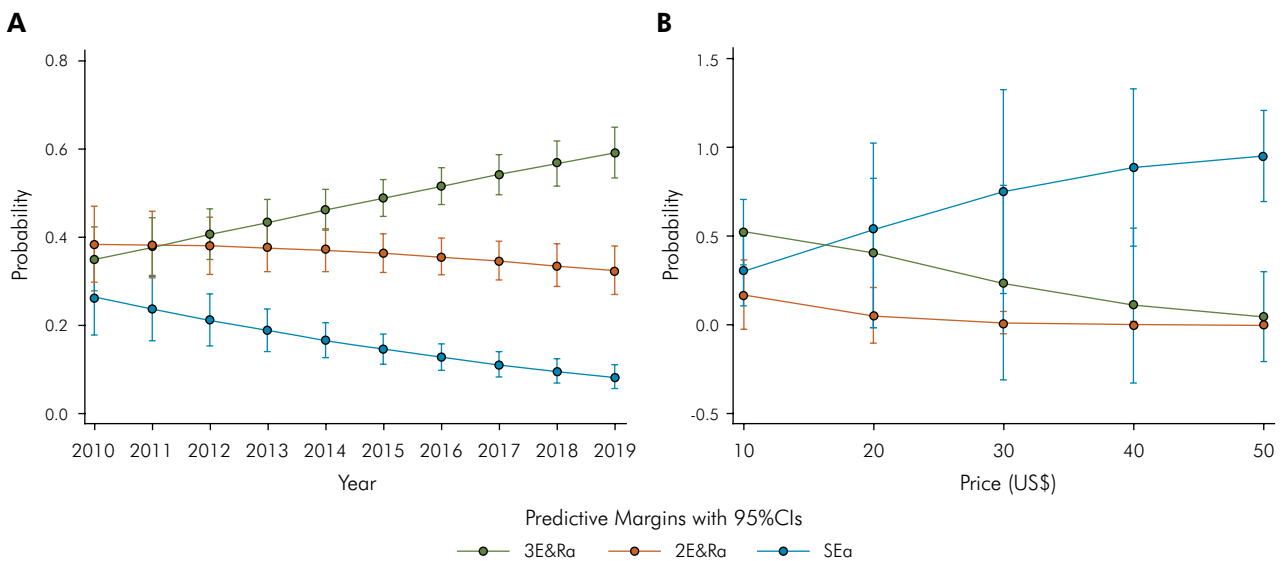 A
0.8
0.6
0.4
0.2
0.0
Probability
2010 2011 2012 2013 2014 2015 2016 2017 2018 2019
Year
B
1.5
1.0
0.5
0.0
-0.5
Probability
10 20 30 40 50
Price (US$)
Predictive Margins with 95%CIs
3E&Ra 2E&Ra SEa